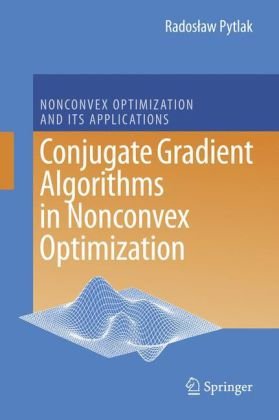 Radosław Pytlak
NONCONVEX OPTIMIZATION
AND ITS APPLICATIONS
Conjugate Gradient
Algorithms
in Nonconvex
Optimization
Springer